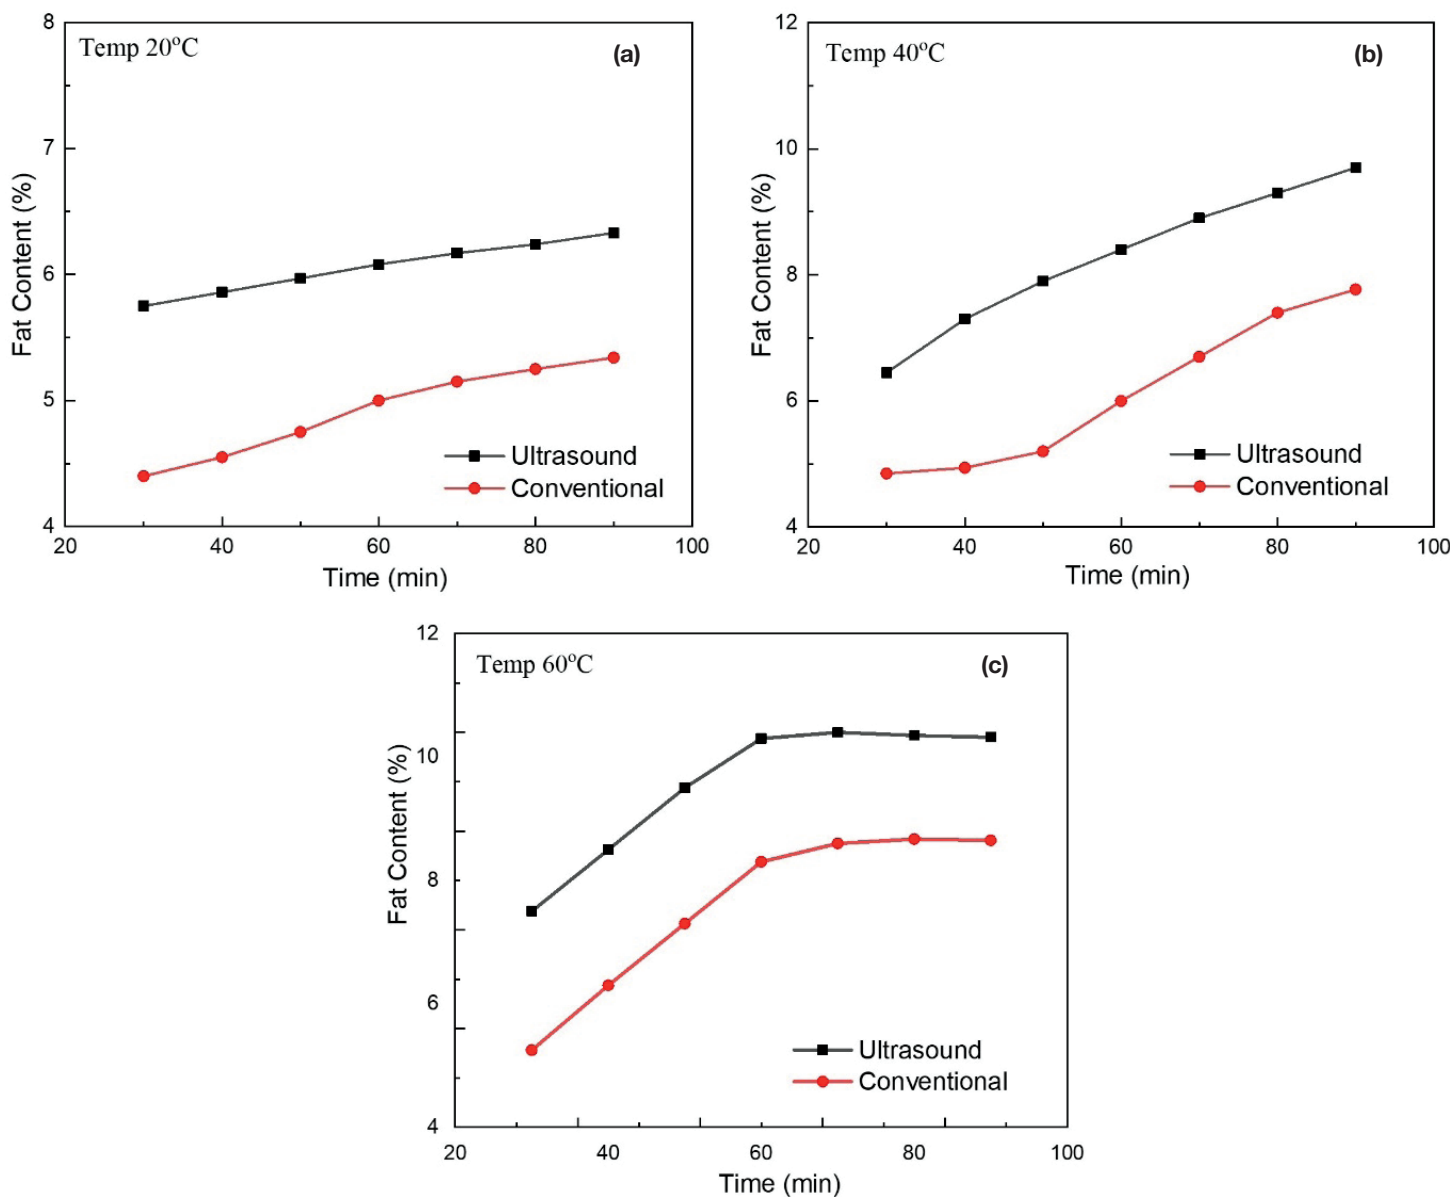 Temp 20°C
(a)
8
7
6
5
4
Fat Content (%)
Ultrasound
Conventional
20
40
60
80
100
Time (min)
Temp 40°C
(b)
12
10
8
6
4
Fat Content (%)
Ultrasound
Conventional
20
40
60
80
100
Time (min)
Temp 60°C
(c)
12
10
8
6
4
Fat Content (%)
Ultrasound
Conventional
20
40
60
80
100
Time (min)